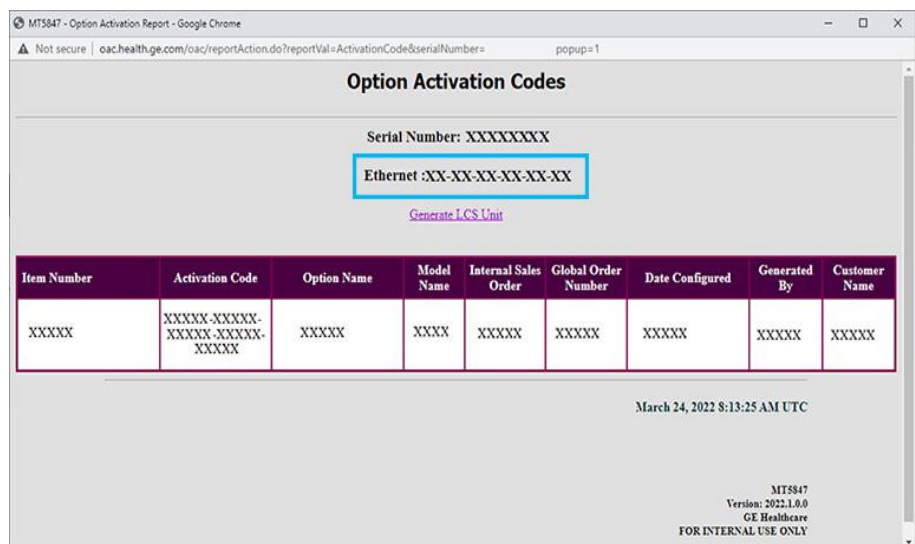 MT5847 - Option Activation Report - Google Chrome
Not secure | oac.health.ge.com/oac/reportAction.do?reportVal=ActivationCode&serialNumber= popup=1
Option Activation Codes
Serial Number: XXXXXXXX
Ethernet :XX-XX-XX-XX-XX-XX
Generate LCS Unit
Item Number Activation Code Option Name Model Name Internal Sales Order Global Order Number Date Configured Generated By Customer Name
XXXXX XXXXX-XXXXX-XXXXX-XXXXX-XXXXX XXXXX XXXX XXXXX XXXXX XXXXX XXXXX XXXXX
March 24, 2022 8:13:25 AM UTC
MT5847
Version: 2022.1.0.0
GE Healthcare
FOR INTERNAL USE ONLY